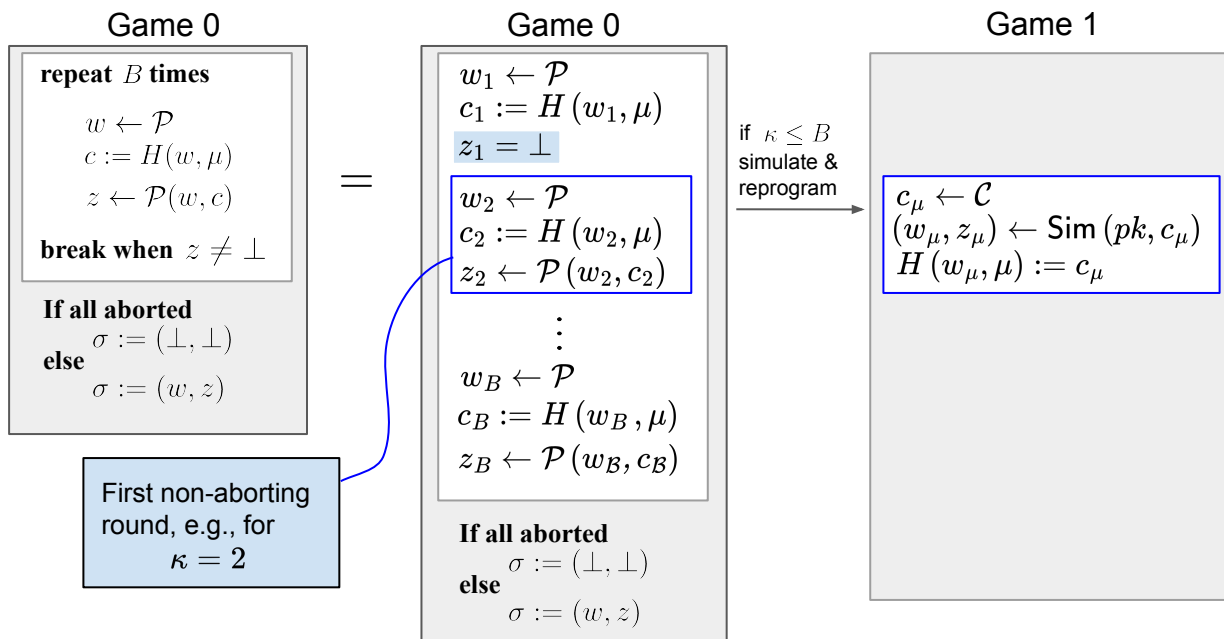 Game 0
repeat B times
w ← 𝒫
c := H(w, μ)
z ← 𝒫(w, c)
break when z ≠ ⊥
If all aborted
σ := (⊥, ⊥)
else
σ := (w, z)
First non-aborting
round, e.g., for
κ = 2
=
Game 0
w₁ ← 𝒫
c₁ := H (w₁, μ)
z₁ = ⊥
w₂ ← 𝒫
c₂ := H (w₂, μ)
z₂ ← 𝒫 (w₂, c₂)
⋮
w_B ← 𝒫
c_B := H (w_B , μ)
z_B ← 𝒫 (w_ℬ, c_ℬ)
If all aborted
σ := (⊥, ⊥)
else
σ := (w, z)
if κ ≤ B
simulate &
reprogram
Game 1
c_μ ← 𝒞
(w_μ, z_μ) ← Sim (pk, c_μ)
H (w_μ, μ) := c_μ